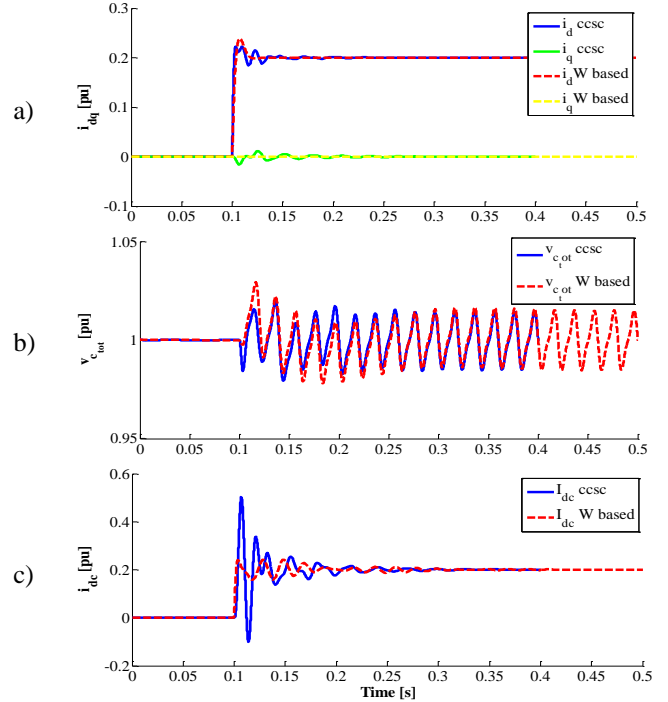 a)
i_dq [pu]
0.3
0.2
0.1
0
-0.1
i_d ccsc
i_q ccsc
i_d W based
i_q W based
0 0.05 0.1 0.15 0.2 0.25 0.3 0.35 0.4 0.45 0.5
b)
v_c_tot [pu]
1.05
1
0.95
v_c_t ot ccsc
v_c_t ot W based
0 0.05 0.1 0.15 0.2 0.25 0.3 0.35 0.4 0.45 0.5
c)
i_dc [pu]
0.6
0.4
0.2
0
-0.2
I_dc ccsc
I_dc W based
0 0.05 0.1 0.15 0.2 0.25 0.3 0.35 0.4 0.45 0.5
Time [s]